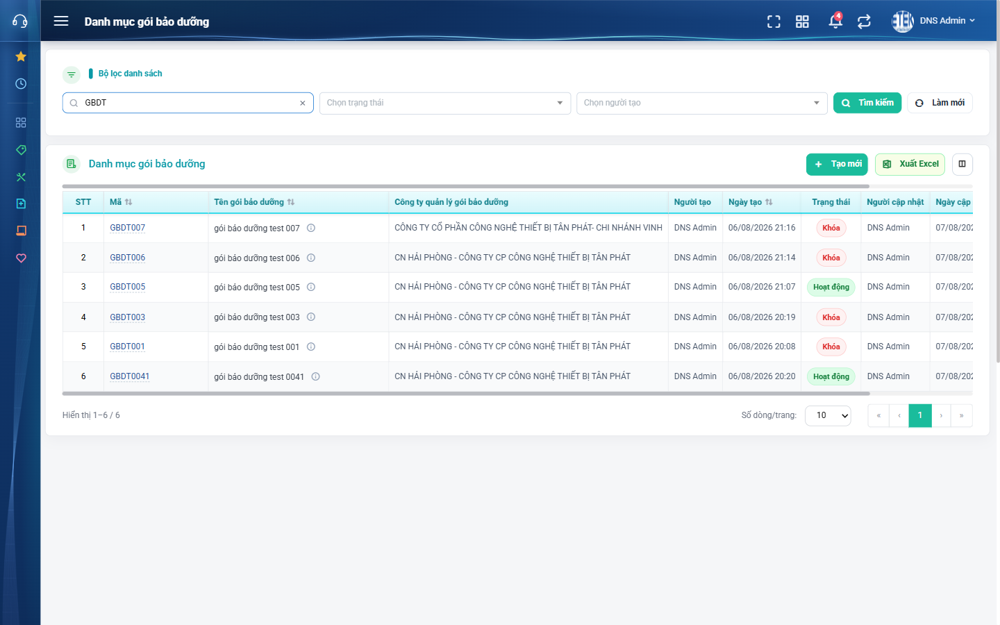 Danh mục gói bảo dưỡng
4
DNS Admin
Bộ lọc danh sách
GBDT
Chọn trạng thái
Chọn người tạo
Tìm kiếm
Làm mới
Danh mục gói bảo dưỡng
+ Tạo mới
Xuất Excel
STT Mã Tên gói bảo dưỡng Công ty quản lý gói bảo dưỡng Người tạo Ngày tạo Trạng thái Người cập nhật Ngày cập
1 GBDT007 gói bảo dưỡng test 007 CÔNG TY CỔ PHẦN CÔNG NGHỆ THIẾT BỊ TÂN PHÁT- CHI NHÁNH VINH DNS Admin 06/08/2026 21:16 Khóa DNS Admin 07/08/202
2 GBDT006 gói bảo dưỡng test 006 CN HẢI PHÒNG - CÔNG TY CP CÔNG NGHỆ THIẾT BỊ TÂN PHÁT DNS Admin 06/08/2026 21:14 Khóa DNS Admin 07/08/202
3 GBDT005 gói bảo dưỡng test 005 CN HẢI PHÒNG - CÔNG TY CP CÔNG NGHỆ THIẾT BỊ TÂN PHÁT DNS Admin 06/08/2026 21:07 Hoạt động DNS Admin 07/08/202
4 GBDT003 gói bảo dưỡng test 003 CN HẢI PHÒNG - CÔNG TY CP CÔNG NGHỆ THIẾT BỊ TÂN PHÁT DNS Admin 06/08/2026 20:19 Khóa DNS Admin 07/08/202
5 GBDT001 gói bảo dưỡng test 001 CN HẢI PHÒNG - CÔNG TY CP CÔNG NGHỆ THIẾT BỊ TÂN PHÁT DNS Admin 06/08/2026 20:08 Khóa DNS Admin 07/08/202
6 GBDT0041 gói bảo dưỡng test 0041 CN HẢI PHÒNG - CÔNG TY CP CÔNG NGHỆ THIẾT BỊ TÂN PHÁT DNS Admin 06/08/2026 20:20 Hoạt động DNS Admin 07/08/202
Hiển thị 1–6 / 6
Số dòng/trang: 10
« ‹ 1 › »